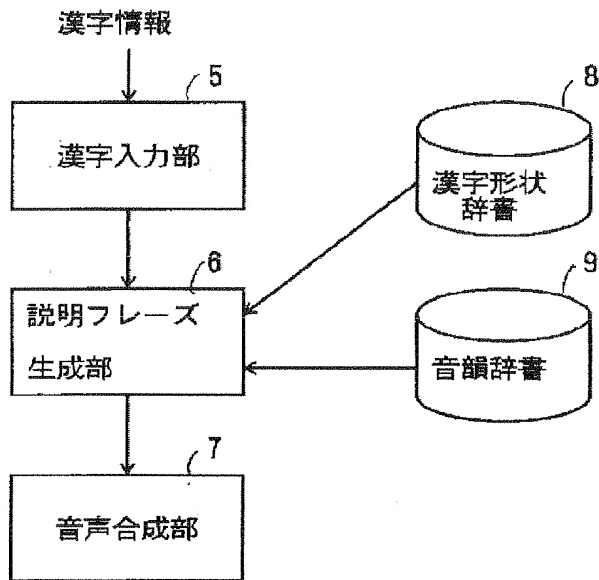 漢字情報
5
漢字入力部
8
漢字形状
辞書
6
説明フレーズ
生成部
9
音韻辞書
7
音声合成部